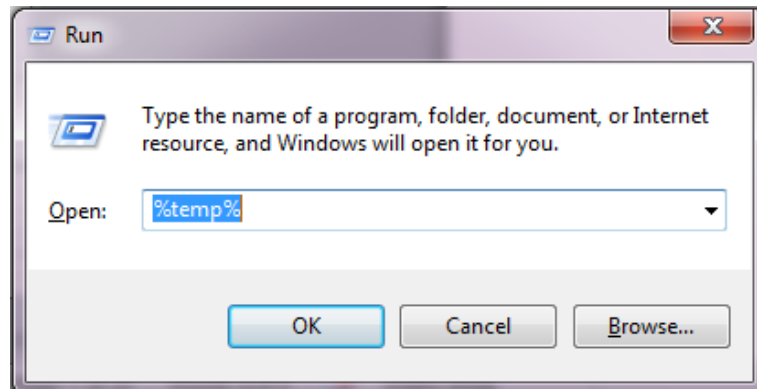 Run
Type the name of a program, folder, document, or Internet
resource, and Windows will open it for you.
Open: %temp%
OK Cancel Browse...